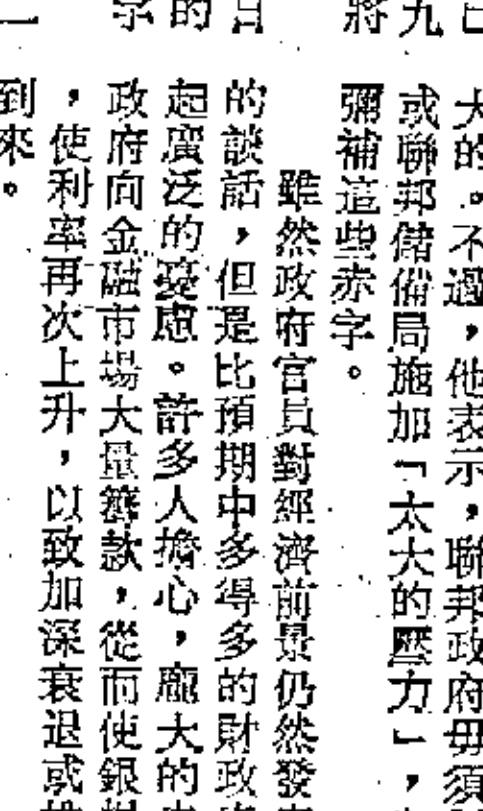 大的。不過，他表示，聯邦政府毋須
或聯邦儲備局施加「太大的壓力」，
彌補這些赤字。
雖然政府官員對經濟前景仍然發
的談話，但是比預期中多得多的財政
起廣泛的憂慮。許多人擔心，龐大的
政府向金融市場大量籌款，從而使銀
，使利率再次上升，以致加深衰退或
到來。